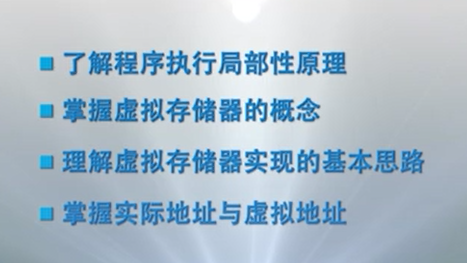 了解程序执行局部性原理
掌握虚拟存储器的概念
理解虚拟存储器实现的基本思路
掌握实际地址与虚拟地址